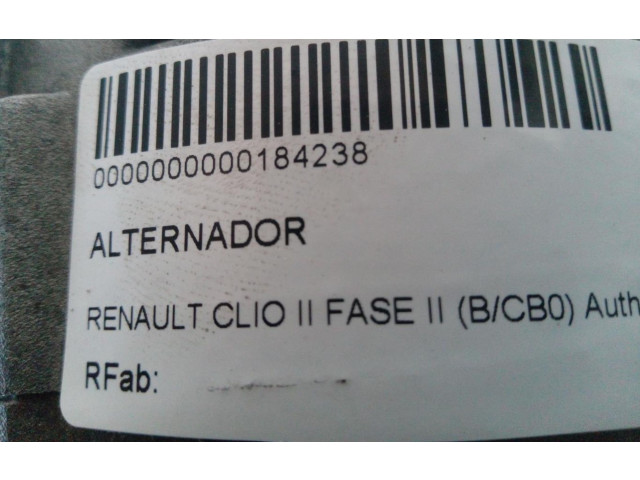 0000000000184238
ALTERNADOR
RENAULT CLIO II FASE II (B/CB0) Auth
RFab: